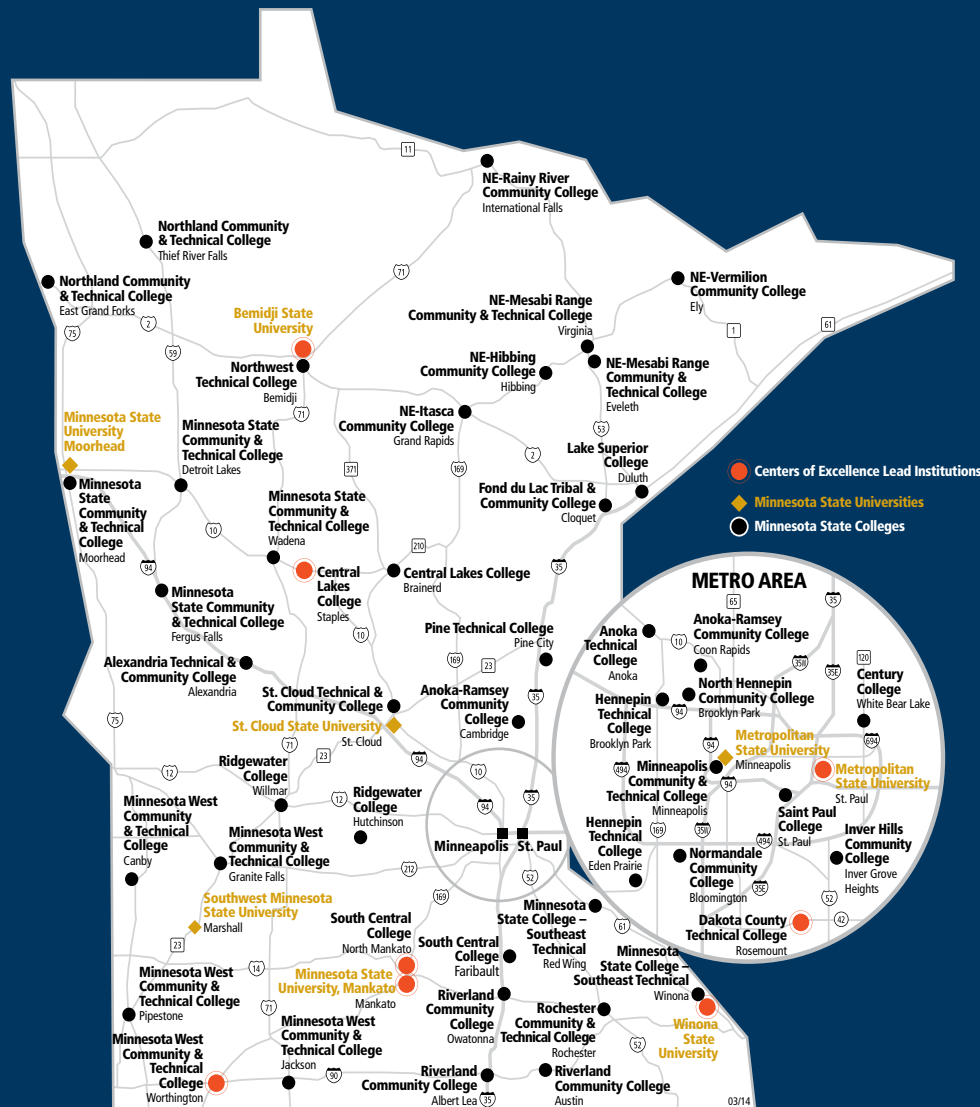 11
NE-Rainy River
Community College
International Falls
Northland Community
& Technical College
Thief River Falls
Northland Community
& Technical College
East Grand Forks
71
NE-Vermilion
Community College
Ely
NE-Mesabi Range
Community & Technical College
Virginia
Bemidji State
University
75
2
59
1
61
NE-Hibbing
Community College
Hibbing
NE-Mesabi Range
Community &
Technical College
Eveleth
Northwest
Technical College
Bemidji
71
NE-Itasca
Community College
Grand Rapids
53
Minnesota State
University
Moorhead
Minnesota State
Community &
Technical College
Detroit Lakes
371
169
2
Lake Superior
College
Duluth
Minnesota
State
Community
& Technical
College
Moorhead
Minnesota State
Community &
Technical College
Wadena
Fond du Lac Tribal &
Community College
Cloquet
Centers of Excellence Lead Institutions
Minnesota State Universities
Minnesota State Colleges
10
210
94
35
Central
Lakes
College
Staples
Central Lakes College
Brainerd
Minnesota
State Community
& Technical College
Fergus Falls
10
Pine Technical College
Pine City
169
23
Alexandria Technical &
Community College
Alexandria
St. Cloud Technical &
Community College
St. Cloud State University
St. Cloud
Anoka-Ramsey
Community
College
Cambridge
35
75
71
23
94
10
12
Ridgewater
College
Willmar
12
Ridgewater
College
Hutchinson
94
35
Minneapolis
St. Paul
Minnesota West
Community
& Technical
College
Canby
Minnesota West
Community &
Technical College
Granite Falls
212
52
169
Southwest Minnesota
State University
Marshall
23
South Central
College
North Mankato
Minnesota State
University, Mankato
Mankato
South Central
College
Faribault
Minnesota
State College –
Southeast
Technical
Red Wing
61
Minnesota
State College –
Southeast Technical
Winona
14
Minnesota West
Community &
Technical College
Pipestone
71
Riverland
Community
College
Owatonna
Rochester
Community &
Technical College
Rochester
Winona
State
University
52
Minnesota West
Community &
Technical
College
Worthington
Minnesota West
Community &
Technical College
Jackson
90
Riverland
Community College
Albert Lea
35
Riverland
Community College
Austin
03/14
METRO AREA
65
35
Anoka
Technical
College
Anoka
10
Anoka-Ramsey
Community College
Coon Rapids
35W
35E
120
Century
College
White Bear Lake
North Hennepin
Community College
Brooklyn Park
Hennepin
Technical
College
Brooklyn Park
94
94
694
Metropolitan
State University
Minneapolis
494
Minneapolis
Community &
Technical College
Minneapolis
94
Metropolitan
State University
St. Paul
Saint Paul
College
St. Paul
Hennepin
Technical
College
Eden Prairie
169
35W
494
Inver Hills
Community
College
Inver Grove
Heights
Normandale
Community
College
Bloomington
35E
52
42
Dakota County
Technical College
Rosemount